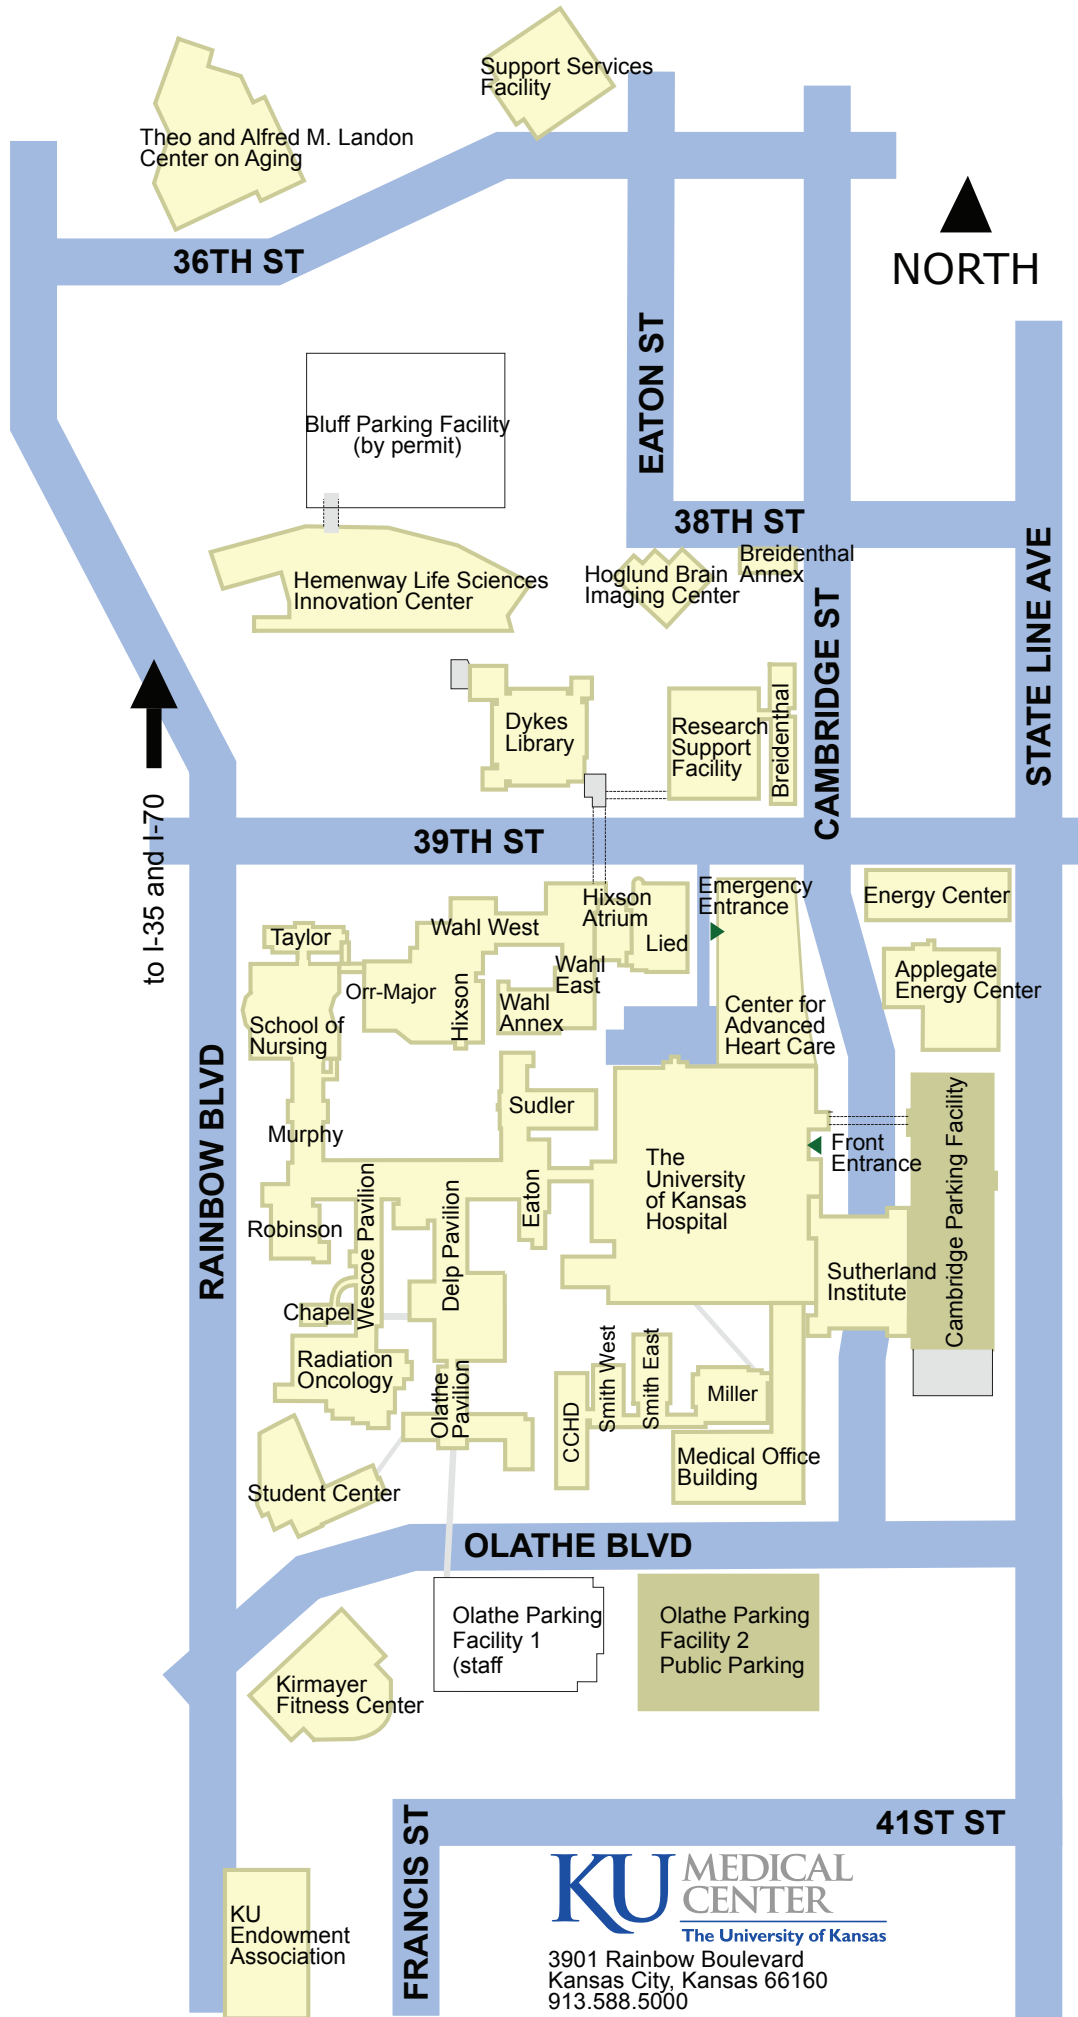 Support Services
Facility
Theo and Alfred M. Landon
Center on Aging
NORTH
36TH ST
EATON ST
Bluff Parking Facility
(by permit)
38TH ST
Breidenthal
Annex
Hoglund Brain
Imaging Center
Hemenway Life Sciences
Innovation Center
CAMBRIDGE ST
STATE LINE AVE
Dykes
Library
Research
Support
Facility
Breidenthal
to I-35 and I-70
39TH ST
Emergency
Entrance
Energy Center
Hixson
Atrium
Wahl West
Taylor
Lied
Wahl
East
Applegate
Energy Center
Orr-Major
Hixson
Wahl
Annex
School of
Nursing
Center for
Advanced
Heart Care
RAINBOW BLVD
Sudler
Murphy
Front
Entrance
The
University
of Kansas
Hospital
Cambridge Parking Facility
Robinson
Wescoe Pavilion
Delp Pavilion
Eaton
Sutherland
Institute
Chapel
Radiation
Oncology
Olathe
Pavilion
CCHD
Smith West
Smith East
Miller
Medical Office
Building
Student Center
OLATHE BLVD
Olathe Parking
Facility 1
(staff
Olathe Parking
Facility 2
Public Parking
Kirmayer
Fitness Center
41ST ST
FRANCIS ST
KU
Endowment
Association
KU MEDICAL
CENTER
The University of Kansas
3901 Rainbow Boulevard
Kansas City, Kansas 66160
913.588.5000